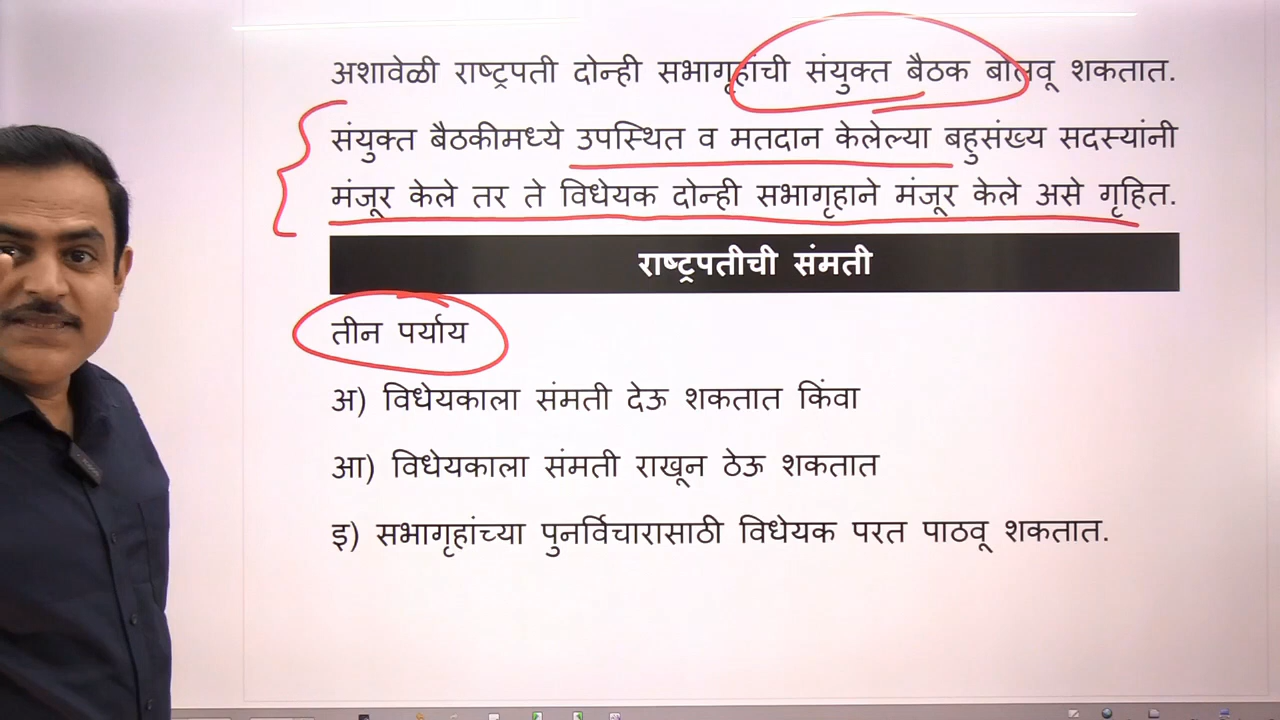 अशावेळी राष्ट्रपती दोन्ही सभागृहांची संयुक्त बैठक बोलवू शकतात.
संयुक्त बैठकीमध्ये उपस्थित व मतदान केलेल्या बहुसंख्य सदस्यांनी
मंजूर केले तर ते विधेयक दोन्ही सभागृहाने मंजूर केले असे गृहित.
राष्ट्रपतीची संमती
तीन पर्याय
अ) विधेयकाला संमती देऊ शकतात किंवा
आ) विधेयकाला संमती राखून ठेऊ शकतात
इ) सभागृहांच्या पुनर्विचारासाठी विधेयक परत पाठवू शकतात.